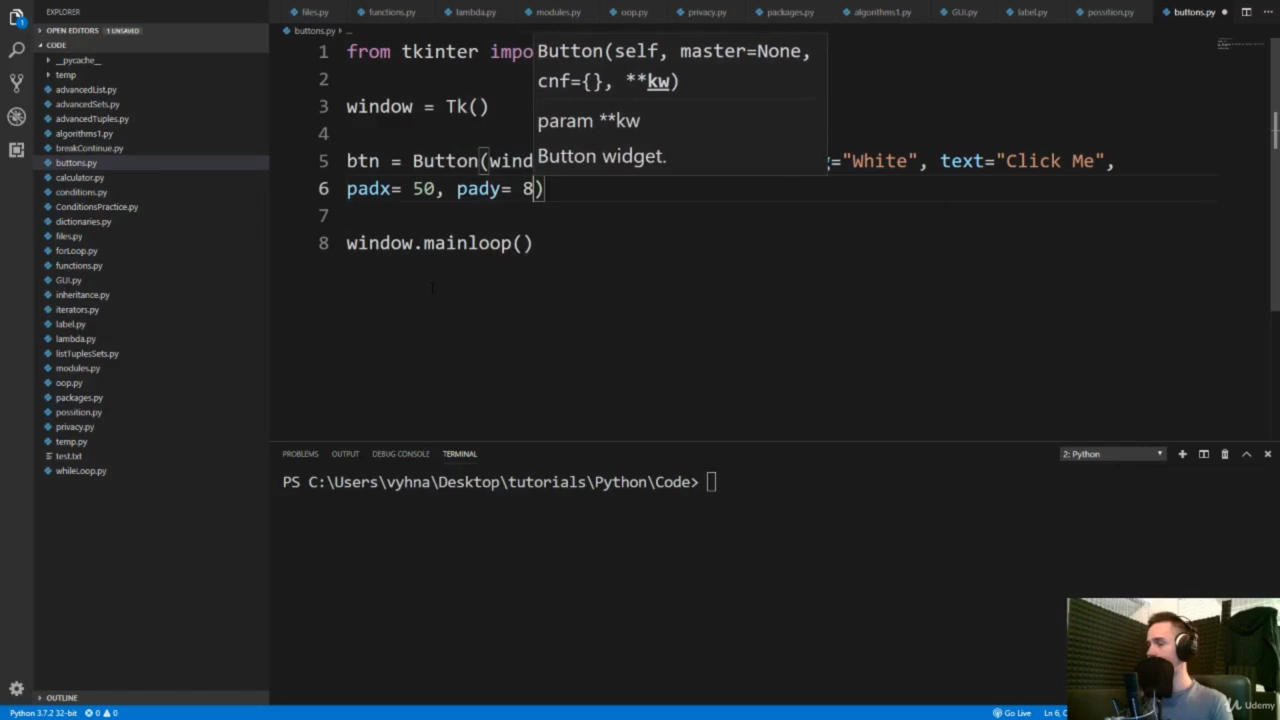 EXPLORER
files.py functions.py lambda.py modules.py oop.py privacy.py packages.py algorithms1.py GUI.py label.py possition.py buttons.py
OPEN EDITORS 1 UNSAVED
buttons.py > ...
CODE
__pycache__
temp
advancedList.py
advancedSets.py
advancedTuples.py
algorithms1.py
breakContinue.py
buttons.py
calculator.py
conditions.py
ConditionsPractice.py
dictionaries.py
files.py
forLoop.py
functions.py
GUI.py
inheritance.py
iterators.py
label.py
lambda.py
listTuplesSets.py
modules.py
oop.py
packages.py
possition.py
privacy.py
temp.py
test.txt
whileLoop.py
OUTLINE
1 from tkinter impo
2
3 window = Tk()
4
5 btn = Button(wind ="White", text="Click Me",
6 padx= 50, pady= 8)
7
8 window.mainloop()
Button(self, master=None,
cnf={}, **kw)
param **kw
Button widget.
PROBLEMS OUTPUT DEBUG CONSOLE TERMINAL 2: Python
PS C:\Users\vyhna\Desktop\tutorials\Python\Code>
Udemy
Python 3.7.2 32-bit 0 0 Go Live Ln 6,